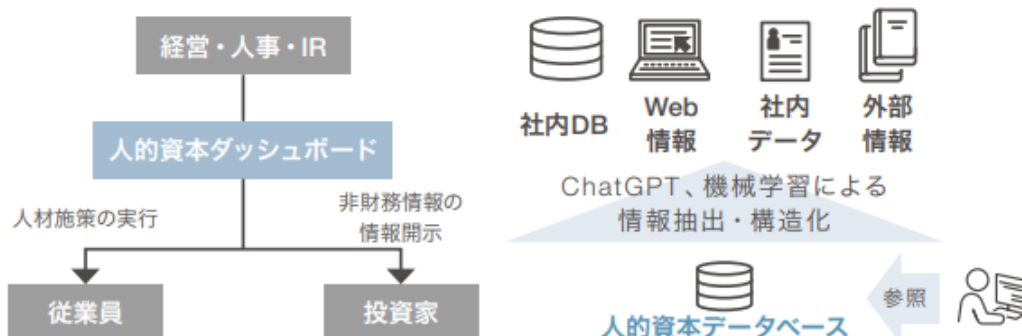 経営・人事・IR
人的資本ダッシュボード
人材施策の実行
非財務情報の
情報開示
従業員
投資家
社内DB
Web
情報
社内
データ
外部
情報
ChatGPT、機械学習による
情報抽出・構造化
参照
人的資本データベース